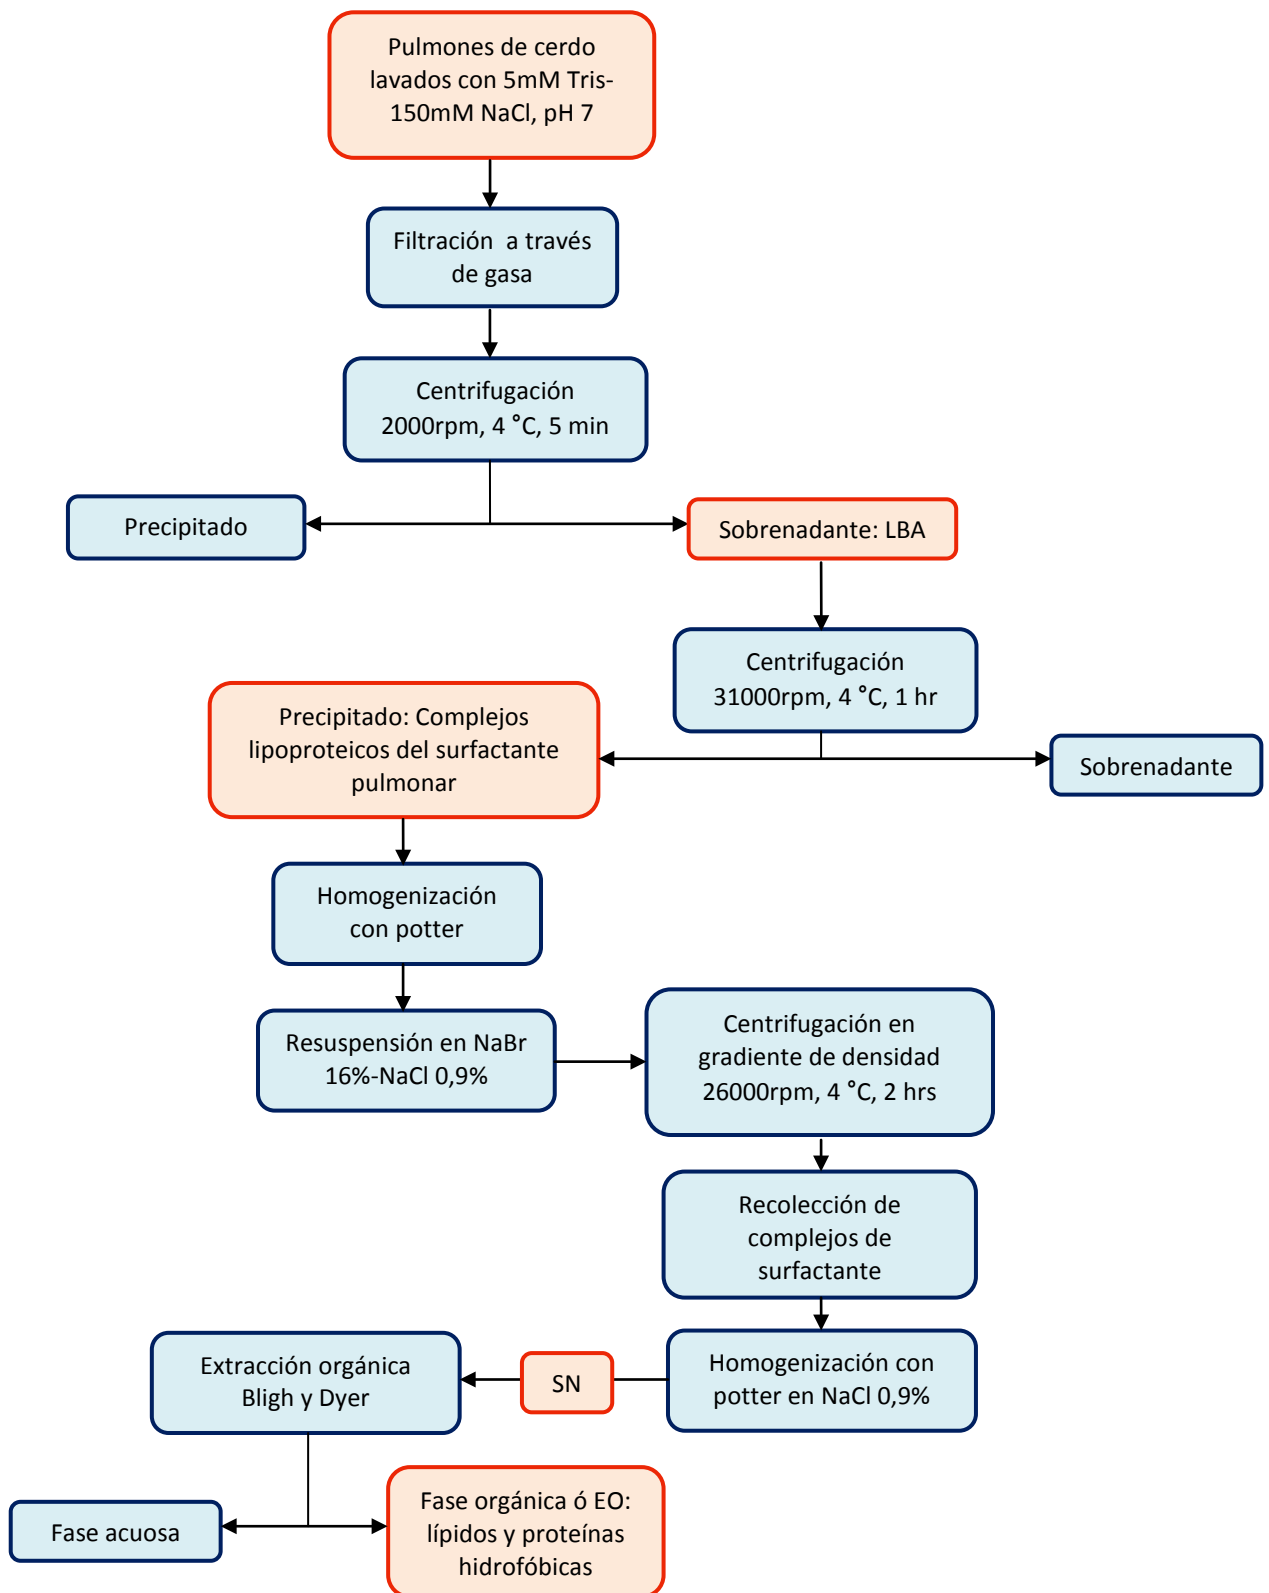 Pulmones de cerdo
lavados con 5mM Tris-
150mM NaCl, pH 7
Filtración a través
de gasa
Centrifugación
2000rpm, 4 °C, 5 min
Precipitado
Sobrenadante: LBA
Centrifugación
31000rpm, 4 °C, 1 hr
Precipitado: Complejos
lipoproteicos del surfactante
pulmonar
Sobrenadante
Homogenización
con potter
Resuspensión en NaBr
16%-NaCl 0,9%
Centrifugación en
gradiente de densidad
26000rpm, 4 °C, 2 hrs
Recolección de
complejos de
surfactante
Homogenización con
potter en NaCl 0,9%
SN
Extracción orgánica
Bligh y Dyer
Fase acuosa
Fase orgánica ó EO:
lípidos y proteínas
hidrofóbicas